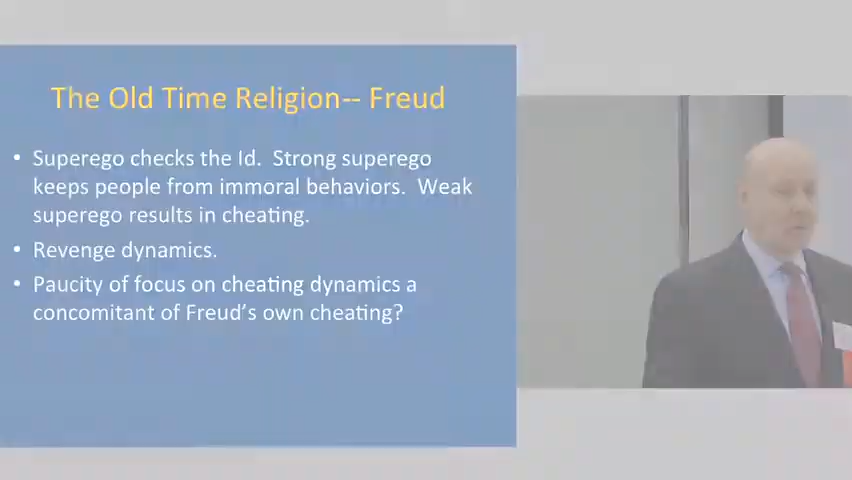 The Old Time Religion-- Freud
• Superego checks the Id.  Strong superego
keeps people from immoral behaviors.  Weak
superego results in cheating.
• Revenge dynamics.
• Paucity of focus on cheating dynamics a
concomitant of Freud's own cheating?